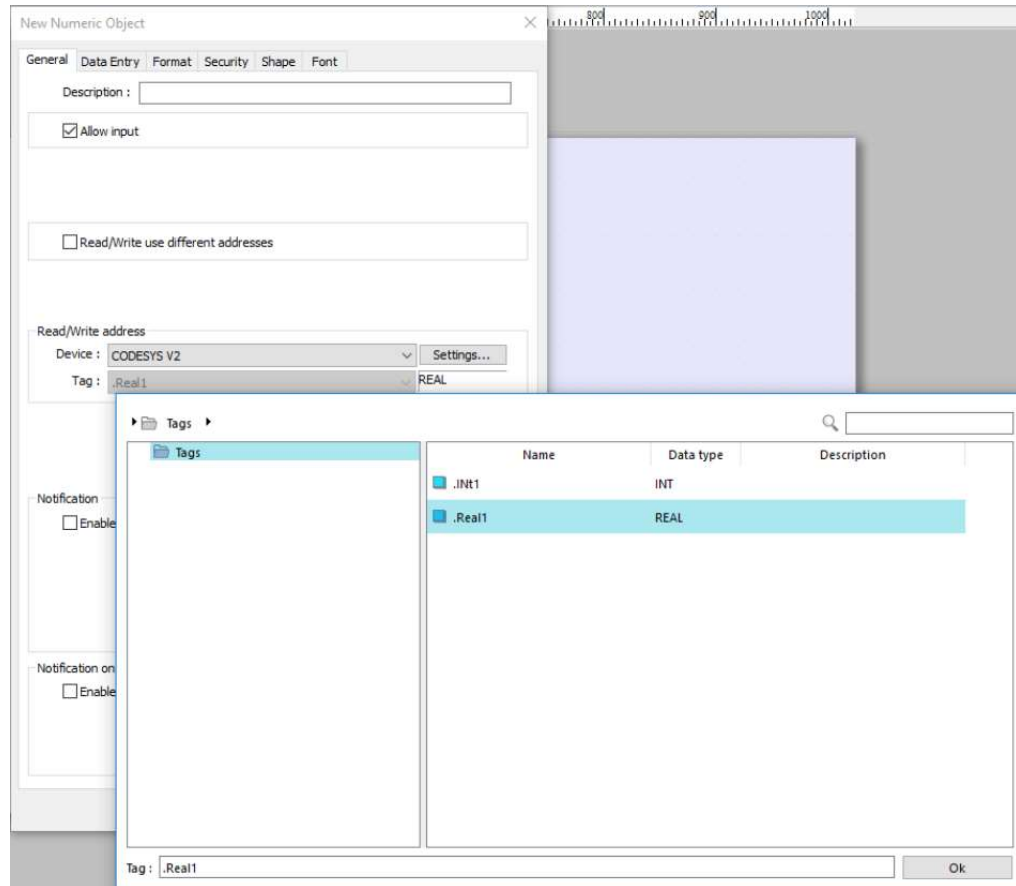 New Numeric Object
800 900 1000
General Data Entry Format Security Shape Font
Description :
Allow input
Read/Write use different addresses
Read/Write address
Device : CODESYS V2 Settings...
Tag : .Real1 REAL
Tags
Tags
Name Data type Description
.INt1 INT
.Real1 REAL
Notification
Enable
Notification on
Enable
Tag : .Real1 Ok